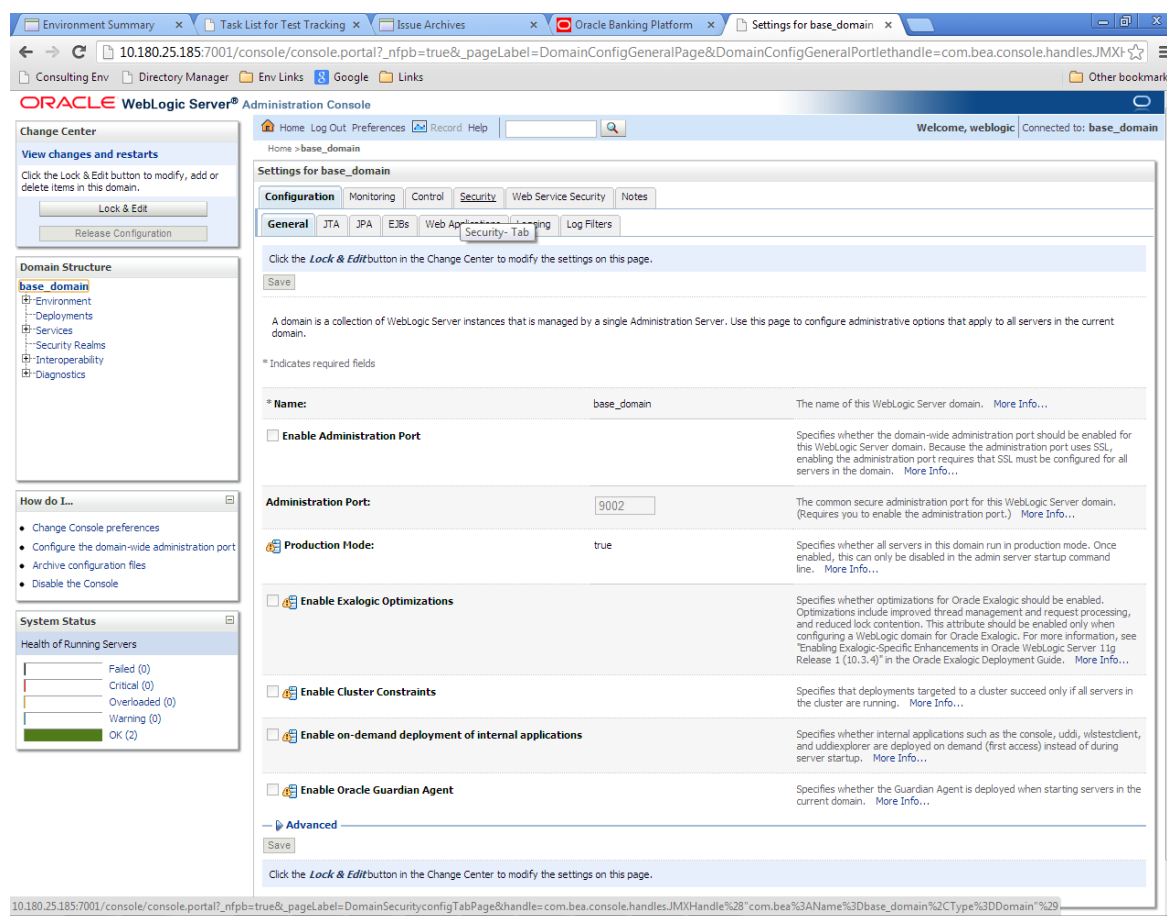 Environment Summary
Task List for Test Tracking
Issue Archives
Oracle Banking Platform
Settings for base_domain
10.180.25.185:7001/console/console.portal?_nfpb=true&_pageLabel=DomainConfigGeneralPage&DomainConfigGeneralPortlethandle=com.bea.console.handles.JMXH
Consulting Env Directory Manager Env Links Google Links Other bookmark
ORACLE WebLogic Server® Administration Console
Change Center
View changes and restarts
Click the Lock & Edit button to modify, add or
delete items in this domain.
Lock & Edit
Release Configuration
Domain Structure
base_domain
Environment
Deployments
Services
Security Realms
Interoperability
Diagnostics
How do I...
Change Console preferences
Configure the domain-wide administration port
Archive configuration files
Disable the Console
System Status
Health of Running Servers
Failed (0)
Critical (0)
Overloaded (0)
Warning (0)
OK (2)
Home Log Out Preferences Record Help
Welcome, weblogic Connected to: base_domain
Home >base_domain
Settings for base_domain
Configuration Monitoring Control Security Web Service Security Notes
General JTA JPA EJBs Web Applications Logging Log Filters
Security- Tab
Click the Lock & Edit button in the Change Center to modify the settings on this page.
Save
A domain is a collection of WebLogic Server instances that is managed by a single Administration Server. Use this page to configure administrative options that apply to all servers in the current
domain.
* Indicates required fields
* Name: base_domain The name of this WebLogic Server domain. More Info...
Enable Administration Port
Specifies whether the domain-wide administration port should be enabled for
this WebLogic Server domain. Because the administration port uses SSL,
enabling the administration port requires that SSL must be configured for all
servers in the domain. More Info...
Administration Port: 9002
The common secure administration port for this WebLogic Server domain.
(Requires you to enable the administration port.) More Info...
Production Mode: true
Specifies whether all servers in this domain run in production mode. Once
enabled, this can only be disabled in the admin server startup command
line. More Info...
Enable Exalogic Optimizations
Specifies whether optimizations for Oracle Exalogic should be enabled.
Optimizations include improved thread management and request processing,
and reduced lock contention. This attribute should be enabled only when
configuring a WebLogic domain for Oracle Exalogic. For more information, see
"Enabling Exalogic-Specific Enhancements in Oracle WebLogic Server 11g
Release 1 (10.3.4)" in the Oracle Exalogic Deployment Guide. More Info...
Enable Cluster Constraints
Specifies that deployments targeted to a cluster succeed only if all servers in
the cluster are running. More Info...
Enable on-demand deployment of internal applications
Specifies whether internal applications such as the console, uddi, wlstestclient,
and uddiexplorer are deployed on demand (first access) instead of during
server startup. More Info...
Enable Oracle Guardian Agent
Specifies whether the Guardian Agent is deployed when starting servers in the
current domain. More Info...
Advanced
Save
Click the Lock & Edit button in the Change Center to modify the settings on this page.
10.180.25.185:7001/console/console.portal?_nfpb=true&_pageLabel=DomainSecurityconfigTabPage&handle=com.bea.console.handles.JMXHandle%28"com.bea%3AName%3Dbase_domain%2CType%3DDomain"%29